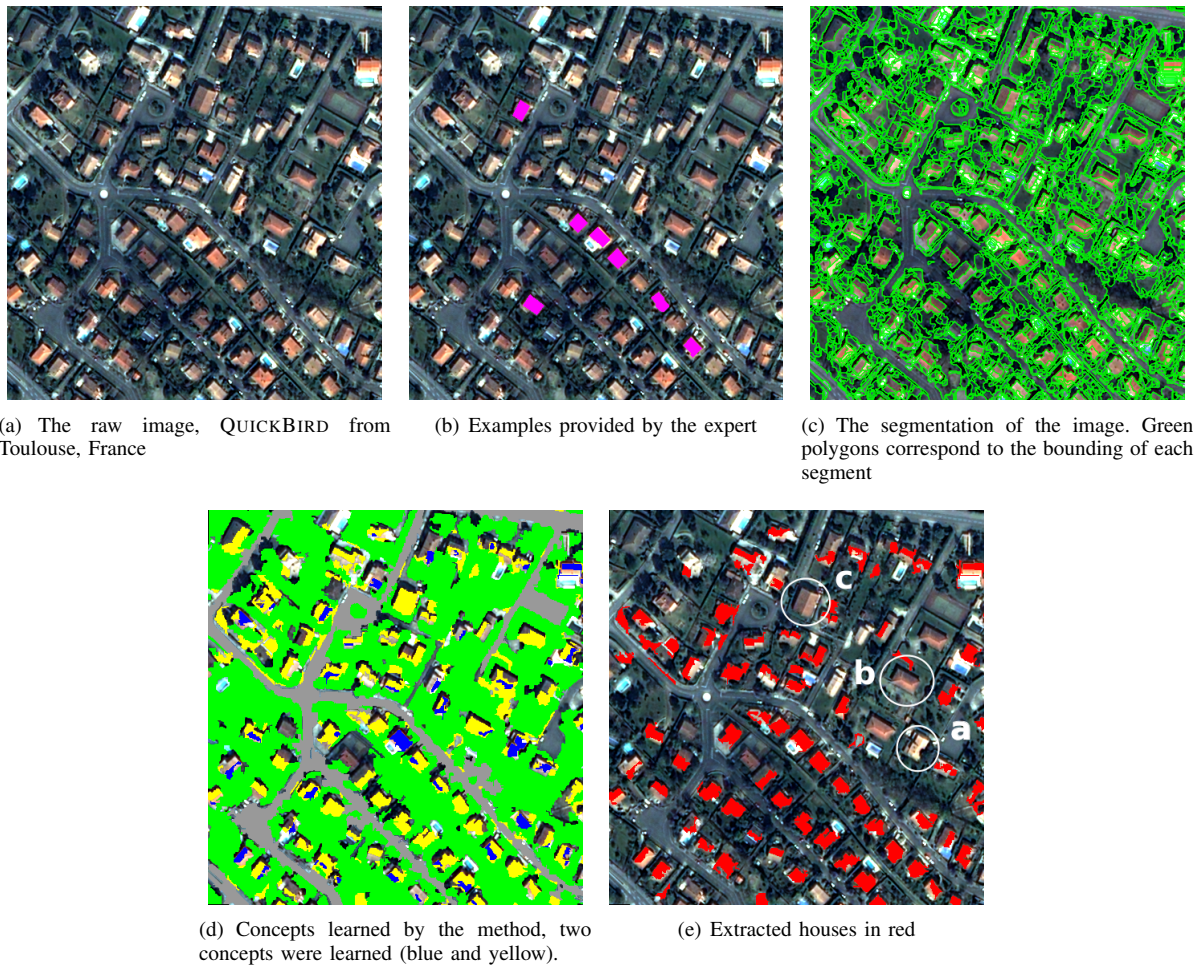 (a) The raw image, QUICKBIRD from
Toulouse, France
(b) Examples provided by the expert
(c) The segmentation of the image. Green
polygons correspond to the bounding of each
segment
c
b
a
(d) Concepts learned by the method, two
concepts were learned (blue and yellow).
(e) Extracted houses in red